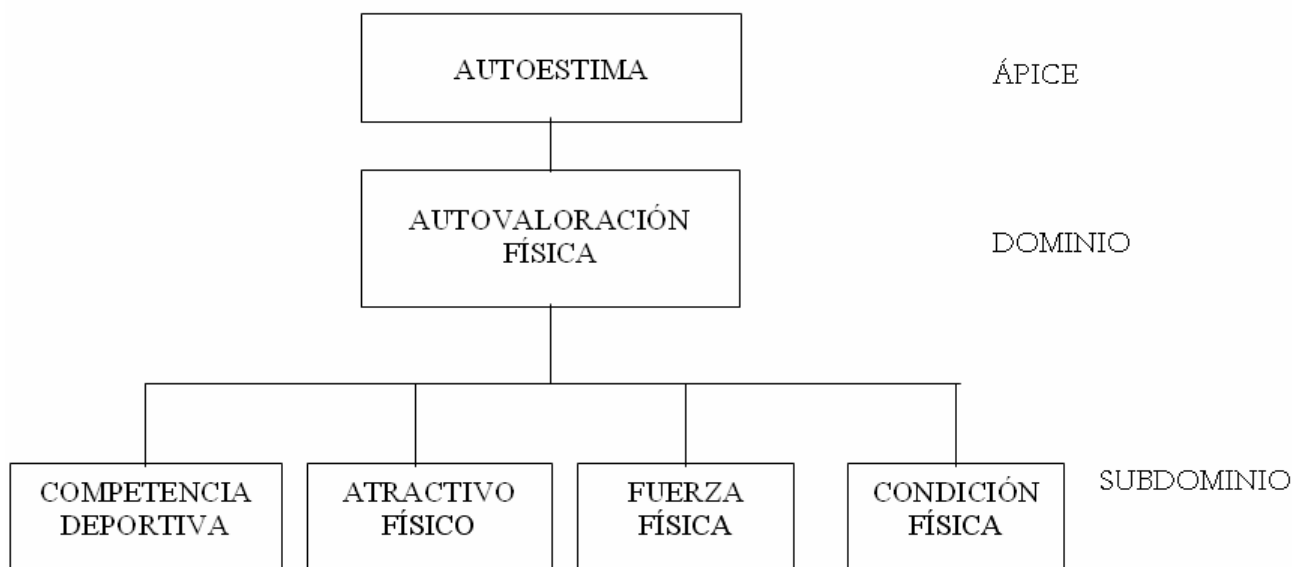 AUTOESTIMA
ÁPICE
AUTOVALORACIÓN
FÍSICA
DOMINIO
COMPETENCIA
DEPORTIVA
ATRACTIVO
FÍSICO
FUERZA
FÍSICA
CONDICIÓN
FÍSICA
SUBDOMINIO